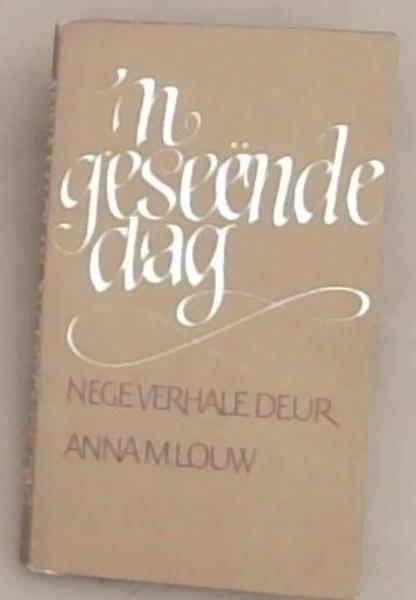 'n
geseënde
dag
NEGE VERHALE DEUR
ANNA M. LOUW